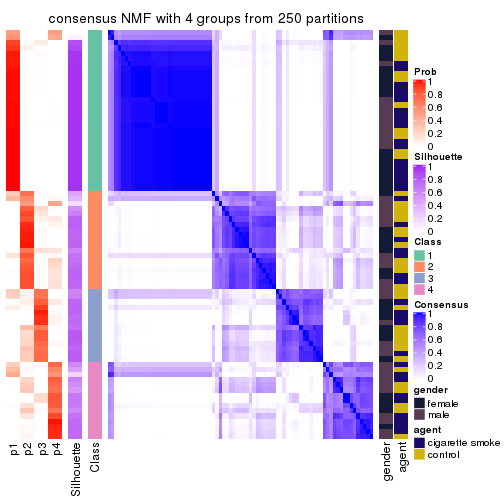 consensus NMF with 4 groups from 250 partitions
Prob
1
0.8
0.6
0.4
0.2
0
Silhouette
1
0.8
0.6
0.4
0.2
0
Class
1
2
3
4
Consensus
1
0.8
0.6
0.4
0.2
0
gender
female
male
agent
cigarette smoke
control
p1
p2
p3
p4
Silhouette
Class
gender
agent